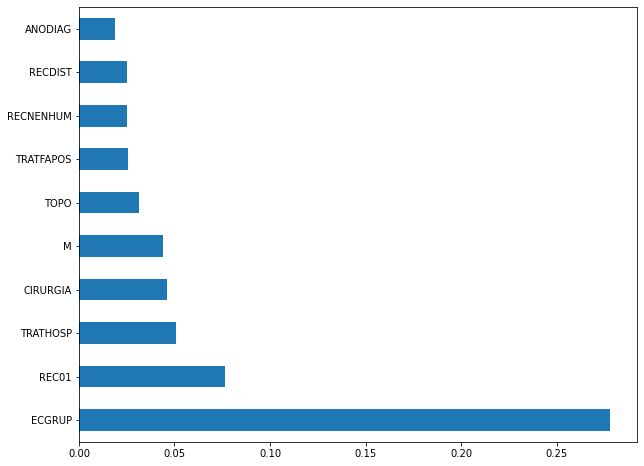 ANODIAG
RECDIST
RECNENHUM
TRATFAPOS
TOPO
M
CIRURGIA
TRATHOSP
REC01
ECGRUP
0.00 0.05 0.10 0.15 0.20 0.25